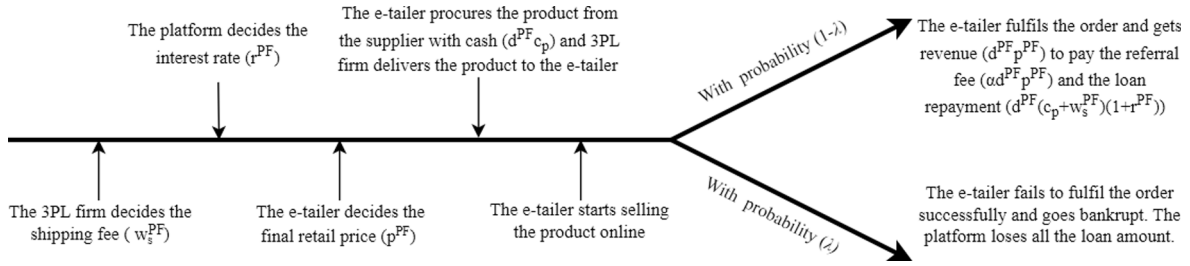 The platform decides the
interest rate (r^PF)
The e-tailer procures the product from
the supplier with cash (d^PF c_p) and 3PL
firm delivers the product to the e-tailer
With probability (1-λ)
The e-tailer fulfils the order and gets
revenue (d^PF p^PF) to pay the referral
fee (αd^PF p^PF) and the loan
repayment (d^PF(c_p+w_s^PF)(1+r^PF))
The 3PL firm decides the
shipping fee ( w_s^PF)
The e-tailer decides the
final retail price (p^PF)
The e-tailer starts selling
the product online
With probability (λ)
The e-tailer fails to fulfil the order
successfully and goes bankrupt. The
platform loses all the loan amount.